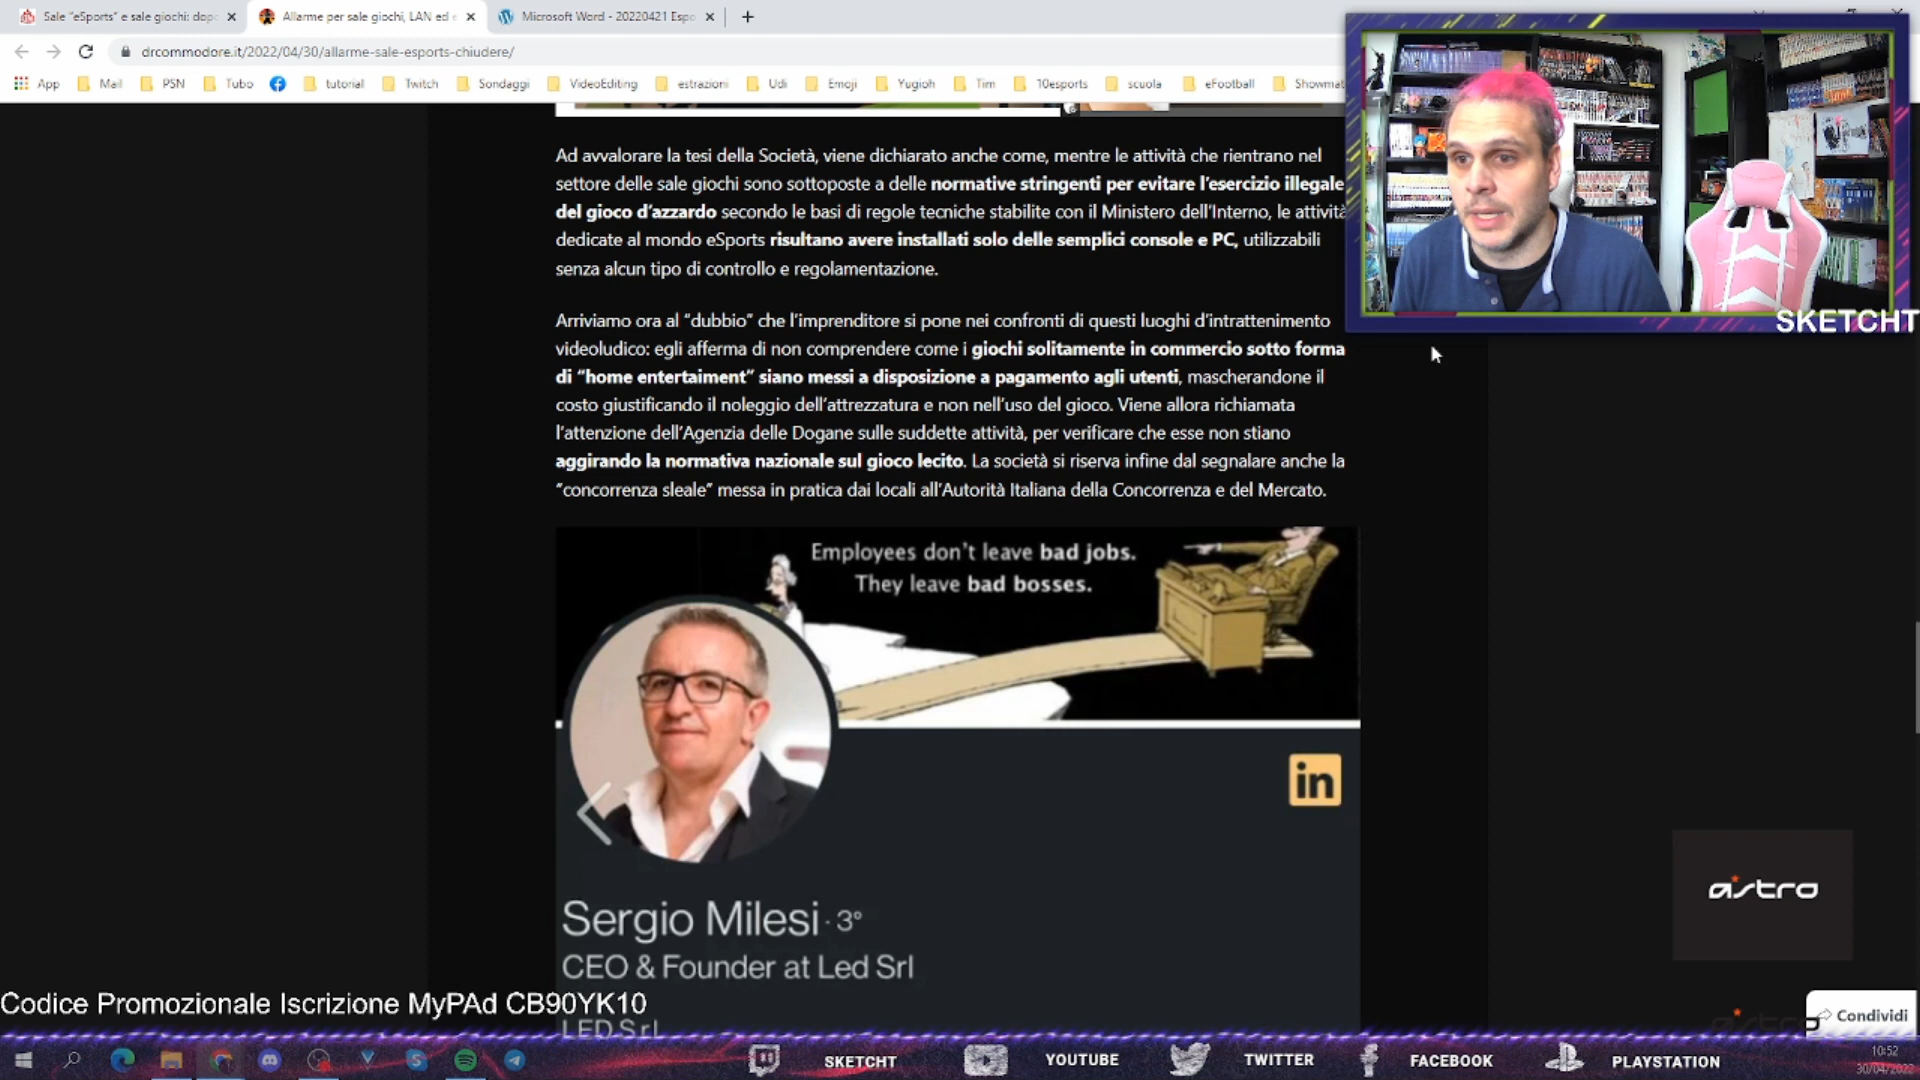 Sale "eSports" e sale giochi: dopo
Allarme per sale giochi, LAN ed e
Microsoft Word - 20220421 Espo
drcommodore.it/2022/04/30/allarme-sale-esports-chiudere/
App Mail PSN Tubo tutorial Twitch Sondaggi VideoEditing estrazioni Udi Emoji Yugioh Tim 10esports scuola eFootball Showmat
Ad avvalorare la tesi della Società, viene dichiarato anche come, mentre le attività che rientrano nel
settore delle sale giochi sono sottoposte a delle normative stringenti per evitare l'esercizio illegale
del gioco d'azzardo secondo le basi di regole tecniche stabilite con il Ministero dell'Interno, le attività
dedicate al mondo eSports risultano avere installati solo delle semplici console e PC, utilizzabili
senza alcun tipo di controllo e regolamentazione.
SKETCHT
Arriviamo ora al "dubbio" che l'imprenditore si pone nei confronti di questi luoghi d'intrattenimento
videoludico: egli afferma di non comprendere come i giochi solitamente in commercio sotto forma
di "home entertaiment" siano messi a disposizione a pagamento agli utenti, mascherandone il
costo giustificando il noleggio dell'attrezzatura e non nell'uso del gioco. Viene allora richiamata
l'attenzione dell'Agenzia delle Dogane sulle suddette attività, per verificare che esse non stiano
aggirando la normativa nazionale sul gioco lecito. La società si riserva infine dal segnalare anche la
"concorrenza sleale" messa in pratica dai locali all'Autorità Italiana della Concorrenza e del Mercato.
Employees don't leave bad jobs.
They leave bad bosses.
in
Sergio Milesi · 3°
CEO & Founder at Led Srl
LED S.r.l.
astro
Codice Promozionale Iscrizione MyPAd CB90YK10
Condividi
SKETCHT YOUTUBE TWITTER FACEBOOK PLAYSTATION
10:52
30/04/2022